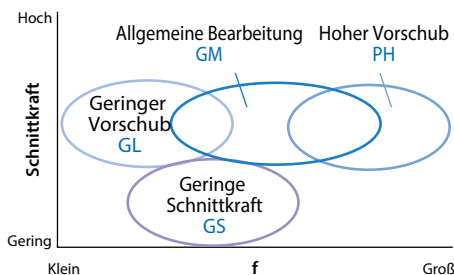 Hoch
Allgemeine Bearbeitung
GM
Hoher Vorschub
PH
Geringer
Vorschub
GL
Schnittkraft
Geringe
Schnittkraft
GS
Gering
Klein
f
Groß